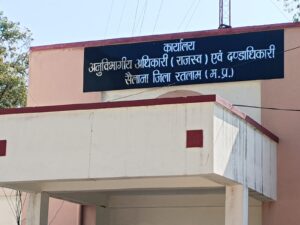 कार्यालय
अनुविभागीय अधिकारी (राजस्व) एवं दण्डाधिकारी
सैलाना जिला रतलाम (म.प्र.)